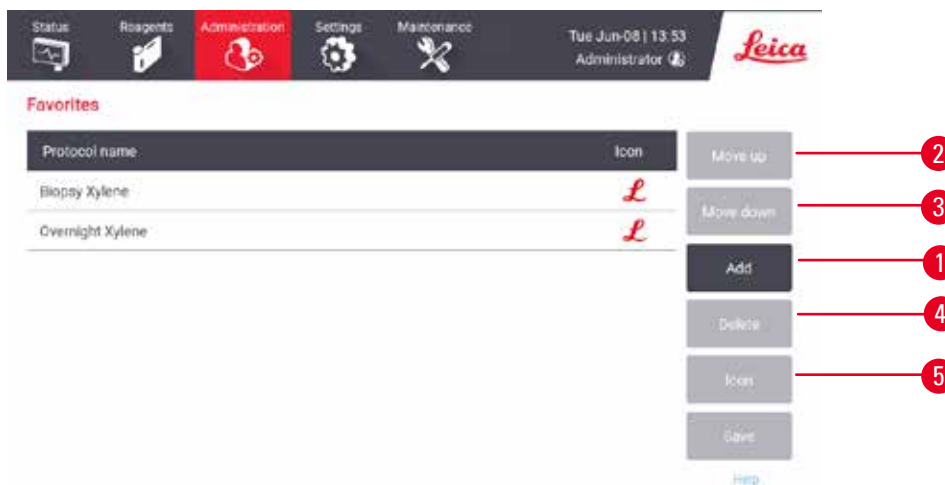 Status Reagents Administration Settings Maintenance
Tue Jun-08 | 13:53
Administrator
Leica
Favorites
Protocol name Icon
Biopsy Xylene
Overnight Xylene
Move up
2
Move down
3
Add
1
Delete
4
Icon
5
Save
Help